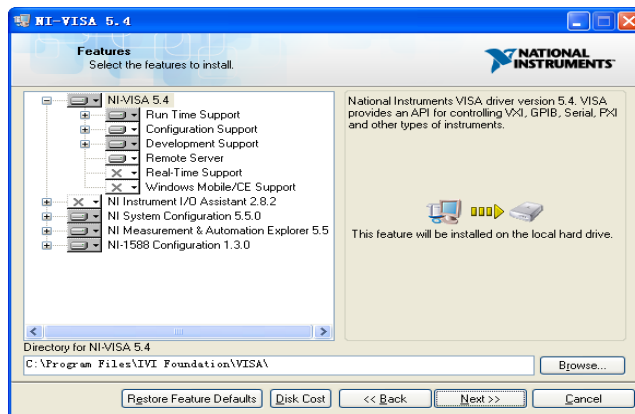 NI-VISA 5.4
Features
Select the features to install.
NATIONAL
INSTRUMENTS
NI-VISA 5.4
Run Time Support
Configuration Support
Development Support
Remote Server
Real-Time Support
Windows Mobile/CE Support
NI Instrument I/O Assistant 2.8.2
NI System Configuration 5.5.0
NI Measurement & Automation Explorer 5.5
NI-1588 Configuration 1.3.0
National Instruments VISA driver version 5.4. VISA
provides an API for controlling VXI, GPIB, Serial, PXI
and other types of instruments.
This feature will be installed on the local hard drive.
Directory for NI-VISA 5.4
C:\Program Files\IVI Foundation\VISA\
Browse...
Restore Feature Defaults
Disk Cost
<< Back
Next >>
Cancel